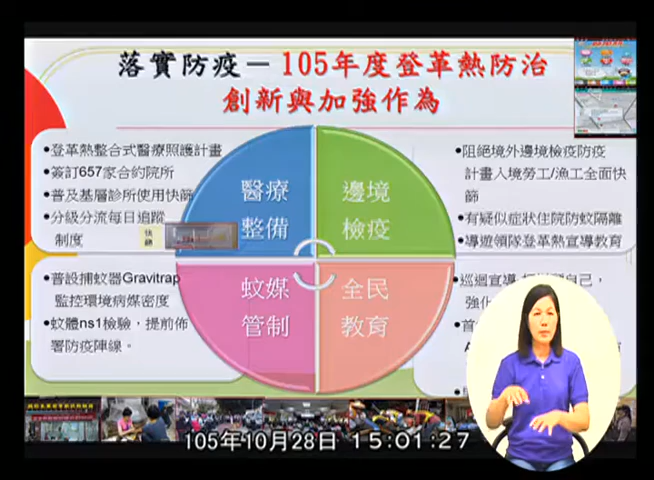 落實防疫－105年度登革熱防治
創新與加強作為
•登革熱整合式醫療照護計畫
•簽訂657家合約院所
•普及基層診所使用快篩
•分級分流每日追蹤
制度
快篩
醫療
整備
邊境
檢疫
•阻絕境外邊境檢疫防疫
計畫入境勞工/漁工全面快
篩
•有疑似症狀住院防蚊隔離
•導遊領隊登革熱宣導教育
•普設捕蚊器Gravitrap
監控環境病媒密度
•蚊體ns1檢驗，提前佈
署防疫陣線。
蚊媒
管制
全民
教育
•巡迴宣導
強化
105年10月28日 15:01:27